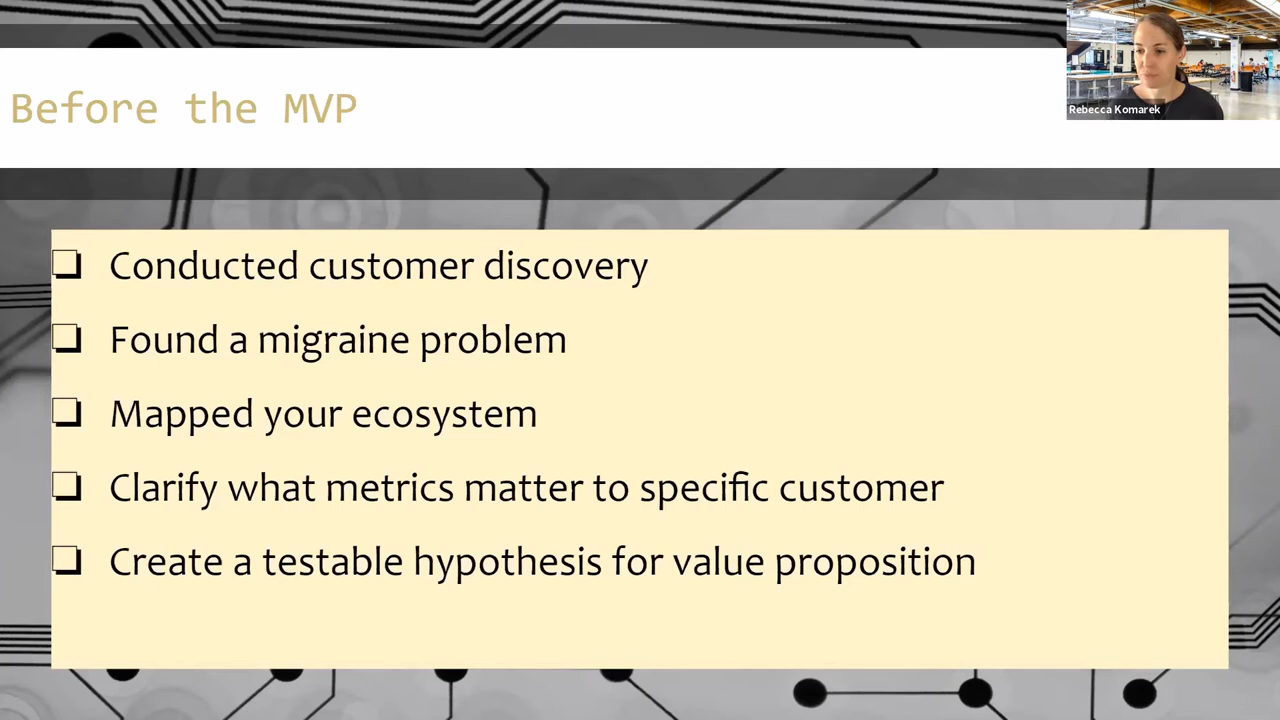 Before the MVP
Rebecca Komarek
❏ Conducted customer discovery
❏ Found a migraine problem
❏ Mapped your ecosystem
❏ Clarify what metrics matter to specific customer
❏ Create a testable hypothesis for value proposition